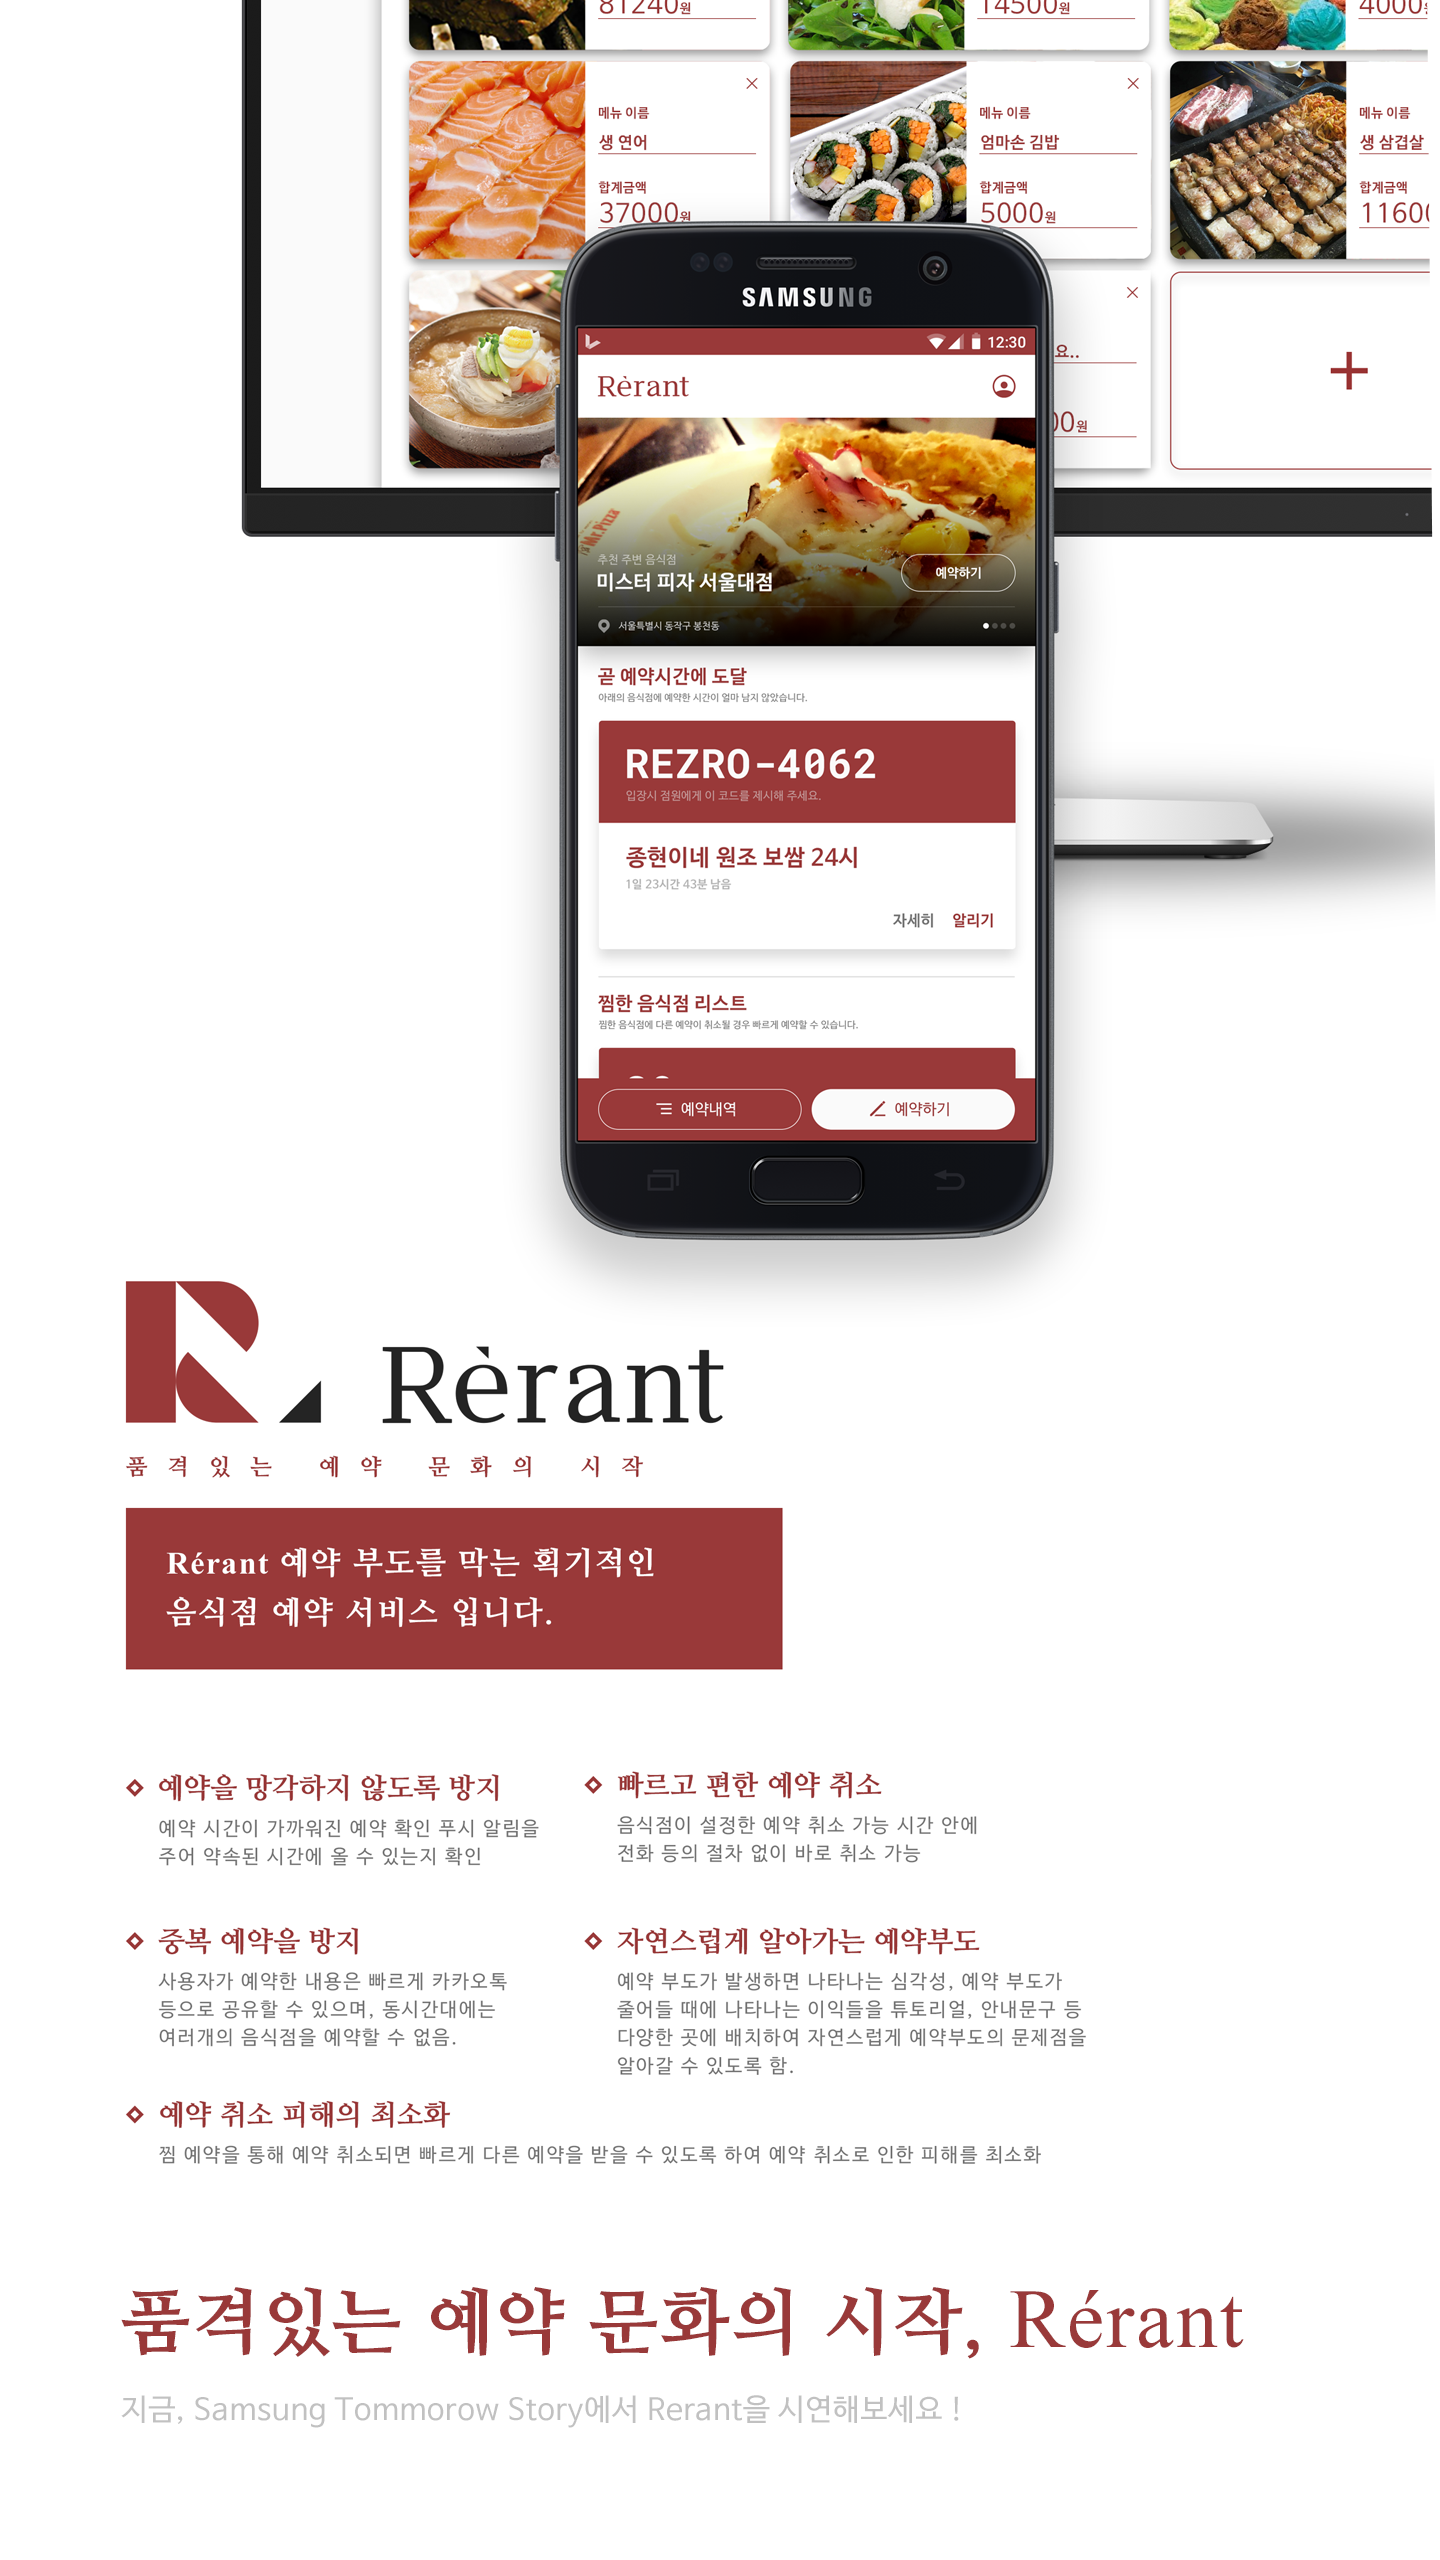 81240원
14500원
4000
메뉴 이름
생 연어
합계금액
37000원
메뉴 이름
엄마손 김밥
합계금액
5000원
메뉴 이름
생 삼겹살
합계금액
1160
요..
00원
SAMSUNG
12:30
Rèrant
Mr.Pizza
추천 주변 음식점
미스터 피자 서울대점
예약하기
서울특별시 동작구 봉천동
곧 예약시간에 도달
아래의 음식점에 예약한 시간이 얼마 남지 않았습니다.
REZRO-4062
입장시 점원에게 이 코드를 제시해 주세요.
종현이네 원조 보쌈 24시
1일 23시간 43분 남음
자세히 알리기
찜한 음식점 리스트
찜한 음식점에 다른 예약이 취소될 경우 빠르게 예약할 수 있습니다.
예약내역
예약하기
Rèrant
품격있는 예약 문화의 시작
Rérant 예약 부도를 막는 획기적인
음식점 예약 서비스 입니다.
예약을 망각하지 않도록 방지
예약 시간이 가까워진 예약 확인 푸시 알림을
주어 약속된 시간에 올 수 있는지 확인
빠르고 편한 예약 취소
음식점이 설정한 예약 취소 가능 시간 안에
전화 등의 절차 없이 바로 취소 가능
중복 예약을 방지
사용자가 예약한 내용은 빠르게 카카오톡
등으로 공유할 수 있으며, 동시간대에는
여러개의 음식점을 예약할 수 없음.
자연스럽게 알아가는 예약부도
예약 부도가 발생하면 나타나는 심각성, 예약 부도가
줄어들 때에 나타나는 이익들을 튜토리얼, 안내문구 등
다양한 곳에 배치하여 자연스럽게 예약부도의 문제점을
알아갈 수 있도록 함.
예약 취소 피해의 최소화
찜 예약을 통해 예약 취소되면 빠르게 다른 예약을 받을 수 있도록 하여 예약 취소로 인한 피해를 최소화
품격있는 예약 문화의 시작, Rérant
지금, Samsung Tommorow Story에서 Rerant을 시연해보세요 !